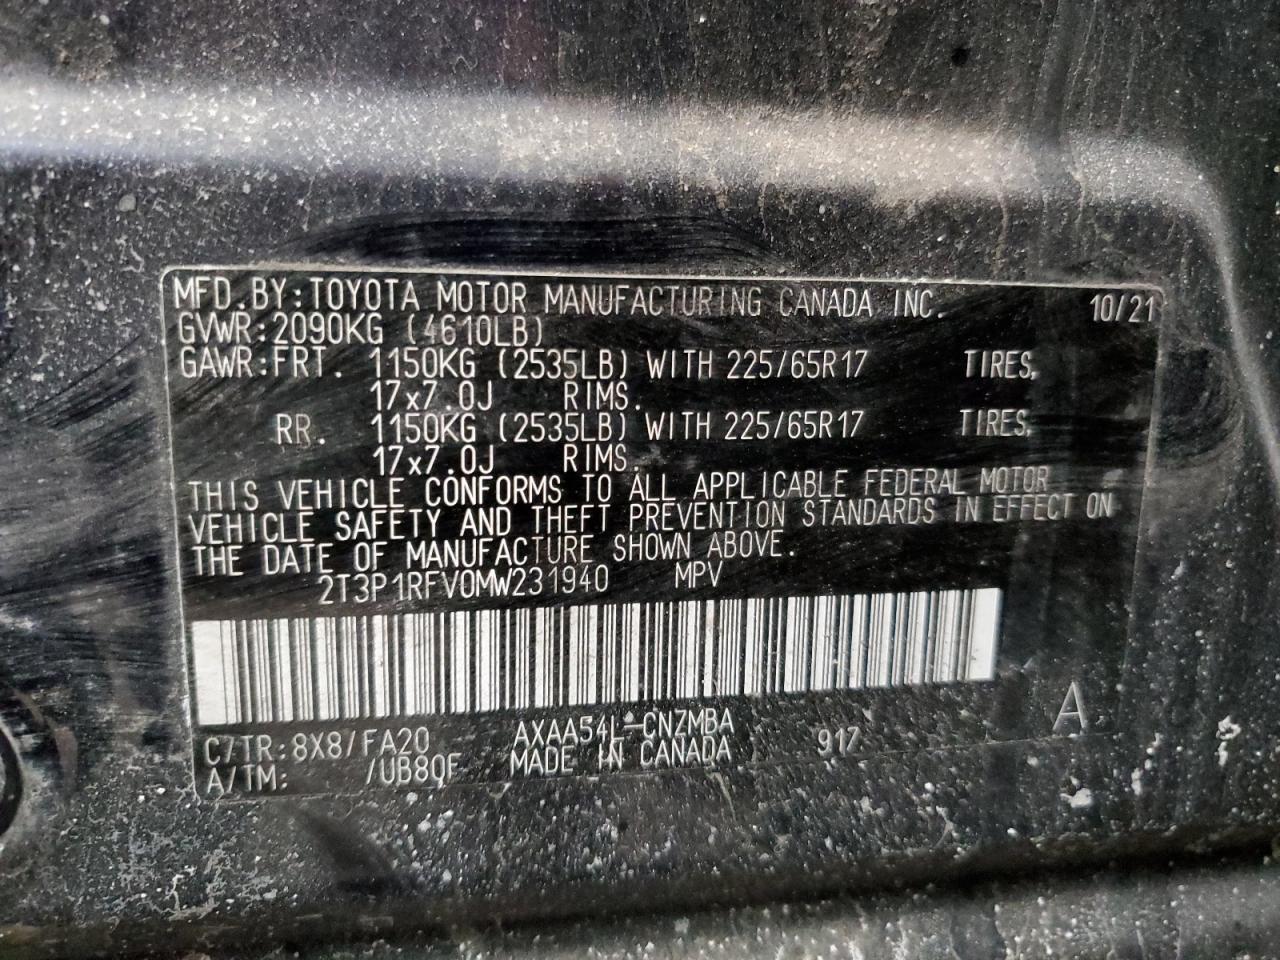 MFD.BY:TOYOTA MOTOR MANUFACTURING CANADA INC. 10/21
GVWR:2090KG (4610LB)
GAWR:FRT. 1150KG (2535LB) WITH 225/65R17 TIRES,
17x7.0J RIMS.
RR. 1150KG (2535LB) WITH 225/65R17 TIRES,
17x7.0J RIMS.
THIS VEHICLE CONFORMS TO ALL APPLICABLE FEDERAL MOTOR
VEHICLE SAFETY AND THEFT PREVENTION STANDARDS IN EFFECT ON
THE DATE OF MANUFACTURE SHOWN ABOVE.
2T3P1RFV0MW231940 MPV
A
C/TR:8X8/FA20 AXAA54L-CNZMBA 917
A/TM: /UB80F MADE IN CANADA